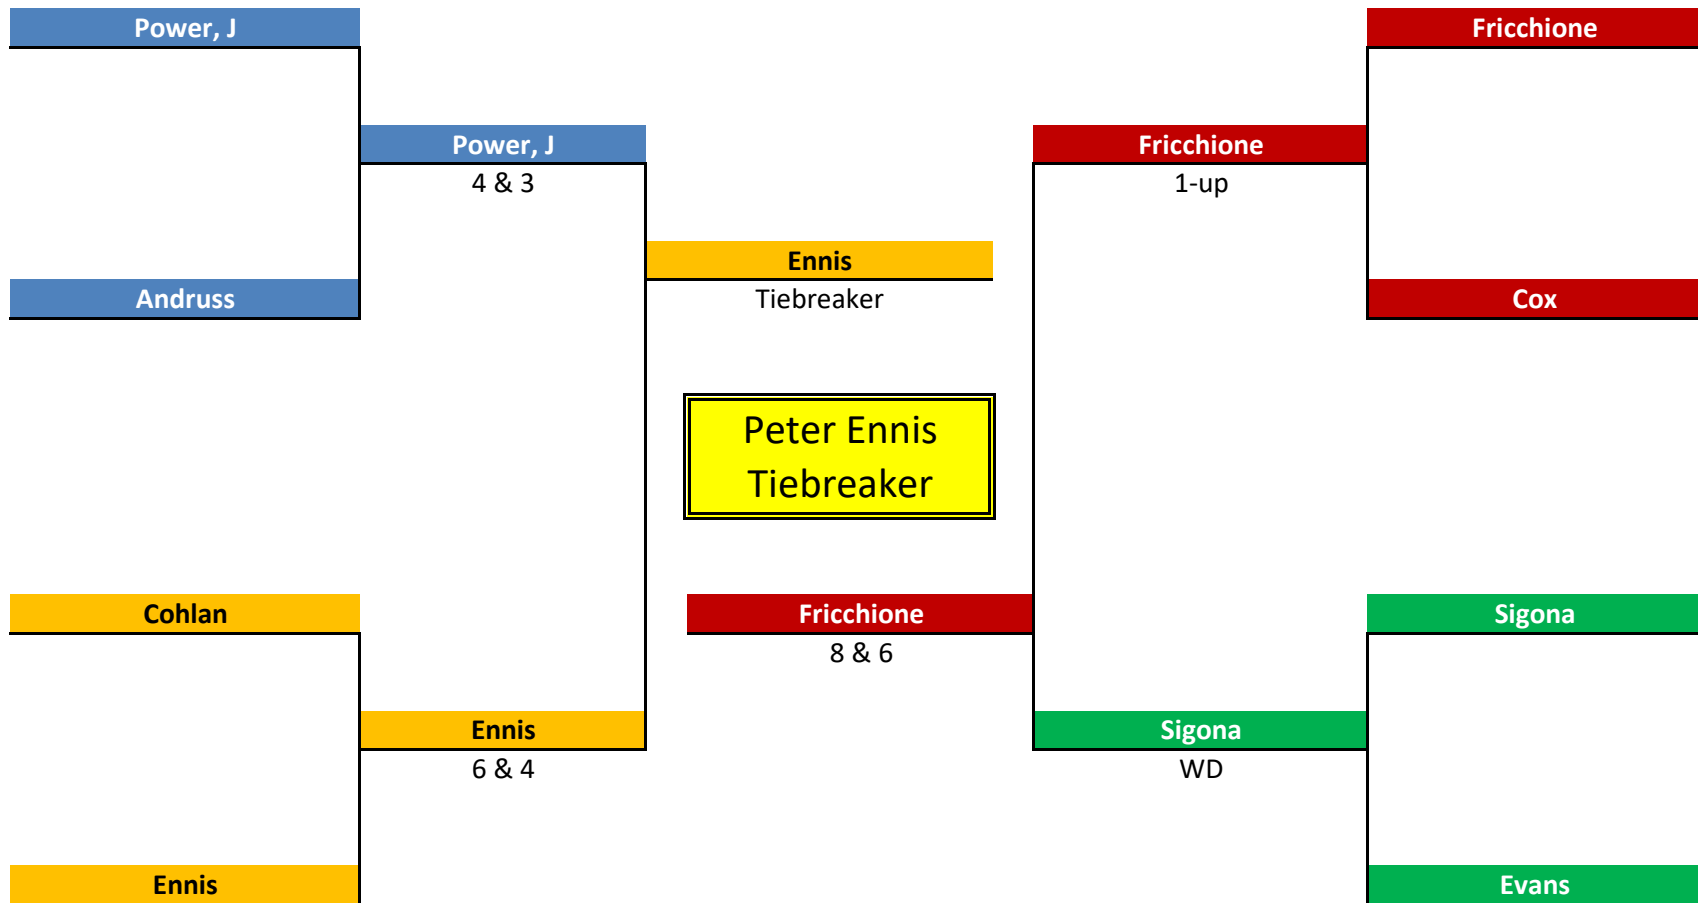 Power, J
Fricchione
Power, J
4 & 3
Fricchione
1-up
Ennis
Tiebreaker
Andruss
Cox
Peter Ennis
Tiebreaker
Cohlan
Fricchione
8 & 6
Sigona
Ennis
6 & 4
Sigona
WD
Ennis
Evans